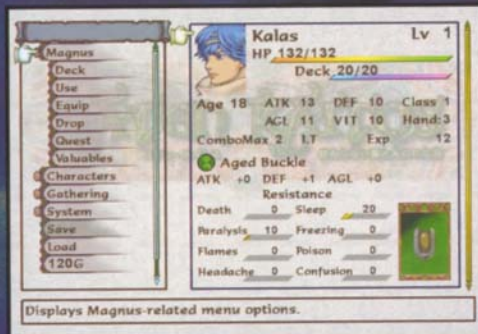 Magnus
Deck
Use
Equip
Drop
Quest
Valuables
Characters
Gathering
System
Save
Load
120G
Kalas Lv 1
HP 132/132
Deck 20/20
Age 18 ATK 13 DEF 10 Class 1
AGL 11 VIT 10 Hand:3
ComboMax 2 I.T Exp 12
Aged Buckle
ATK +0 DEF +1 AGL +0
Resistance
Death 0 Sleep 20
Paralysis 10 Freezing 0
Flames 0 Poison 0
Headache 0 Confusion 0
Displays Magnus-related menu options.